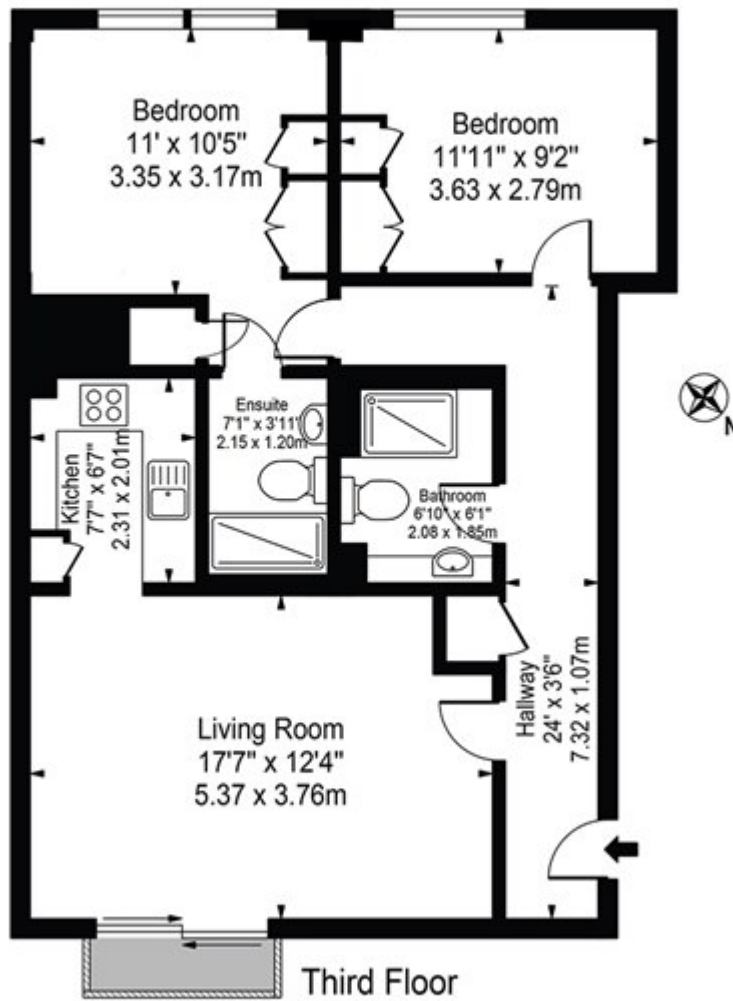 Bedroom
11' x 10'5"
3.35 x 3.17m
Bedroom
11'11" x 9'2"
3.63 x 2.79m
N
Kitchen
7'7" x 6'7"
2.31 x 2.01m
Ensuite
7'1" x 3'11"
2.15 x 1.20m
Bathroom
6'10" x 6'1"
2.08 x 1.85m
Living Room
17'7" x 12'4"
5.37 x 3.76m
Hallway
24' x 3'6"
7.32 x 1.07m
Third Floor